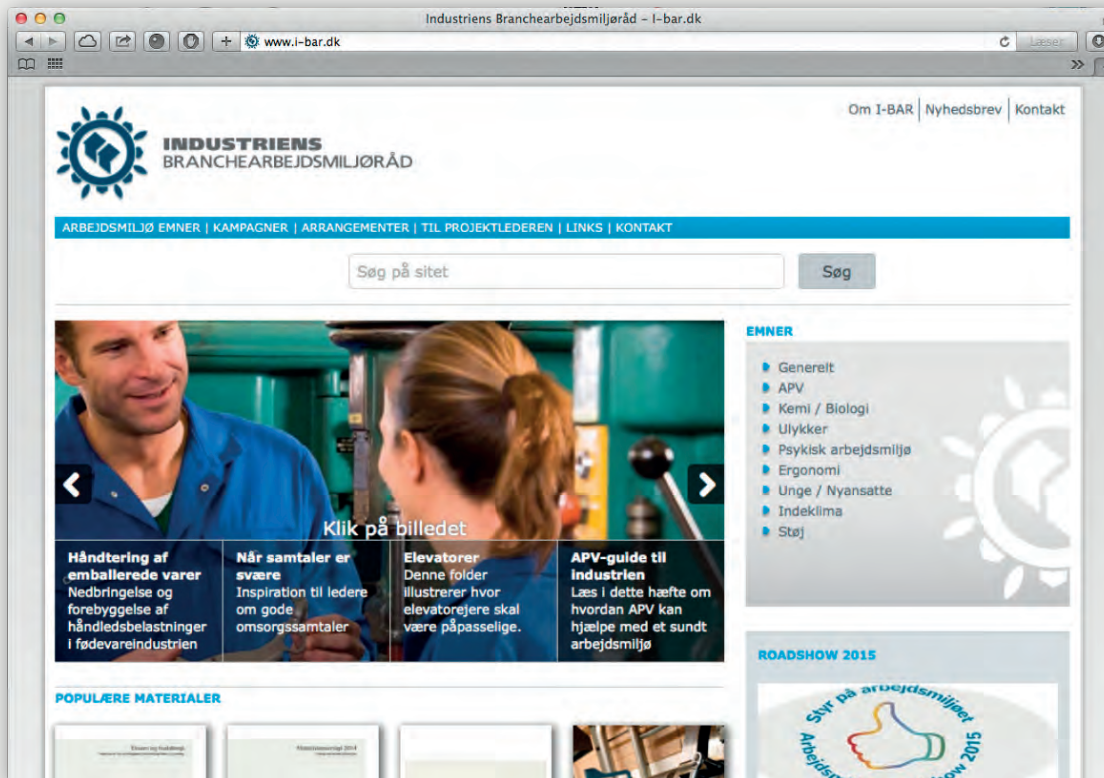 Industriens Branchearbejdsmiljøråd – I-bar.dk
www.i-bar.dk
Læser
Om I-BAR | Nyhedsbrev | Kontakt
INDUSTRIENS
BRANCHEARBEJDSMILJØRÅD
ARBEJDSMILJØ EMNER | KAMPAGNER | ARRANGEMENTER | TIL PROJEKTLEDEREN | LINKS | KONTAKT
Søg på sitet
Søg
Klik på billedet
Håndtering af
emballerede varer
Nedbringelse og
forebyggelse af
håndledsbelastninger
i fødevareindustrien
Når samtaler er
svære
Inspiration til ledere
om gode
omsorgssamtaler
Elevatorer
Denne folder
illustrerer hvor
elevatorejere skal
være påpasselige.
APV-guide til
industrien
Læs i dette hæfte om
hvordan APV kan
hjælpe med et sundt
arbejdsmiljø
EMNER
Generelt
APV
Kemi / Biologi
Ulykker
Psykisk arbejdsmiljø
Ergonomi
Unge / Nyansatte
Indeklima
Støj
ROADSHOW 2015
Styr på arbejdsmiljøet
2015
POPULÆRE MATERIALER